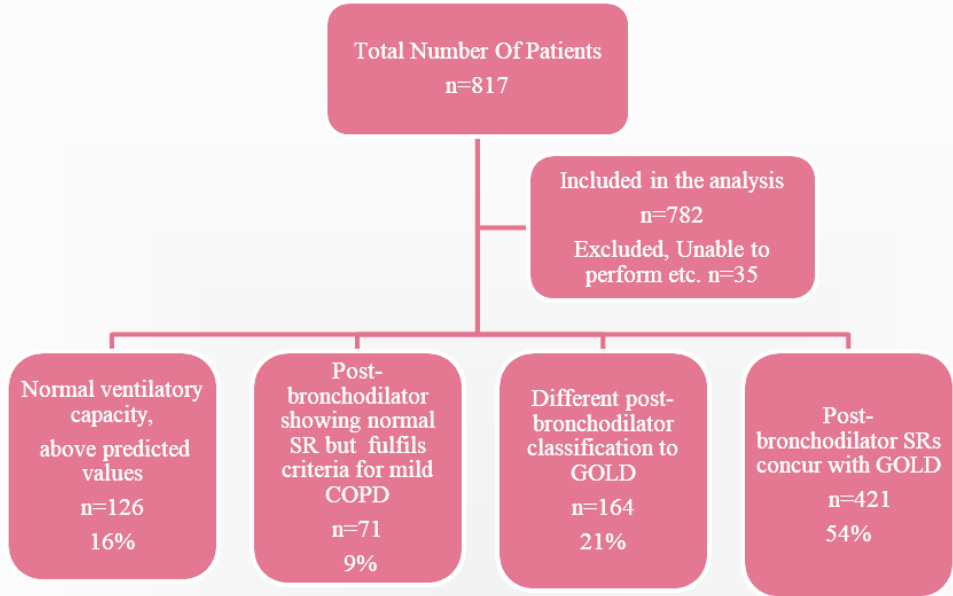 Total Number Of Patients
n=817
Included in the analysis
n=782
Excluded, Unable to
perform etc. n=35
Normal ventilatory
capacity,
above predicted
values
n=126
16%
Post-
bronchodilator
showing normal
SR but  fulfils
criteria for mild
COPD
n=71
9%
Different post-
bronchodilator
classification to
GOLD
n=164
21%
Post-
bronchodilator SRs
concur with GOLD
n=421
54%